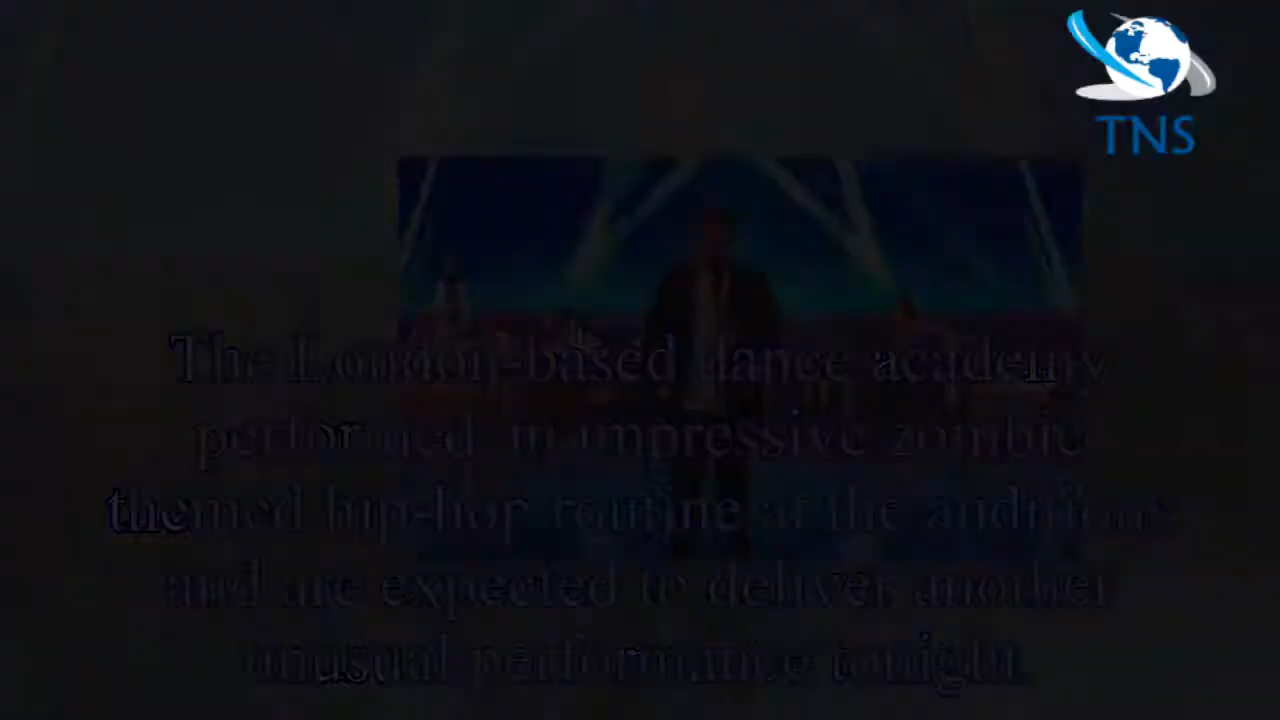 TNS
The London-based dance academy
performed an impressive zombie
themed hip-hop routine at the auditions
and are expected to deliver another
unusual performance tonight.